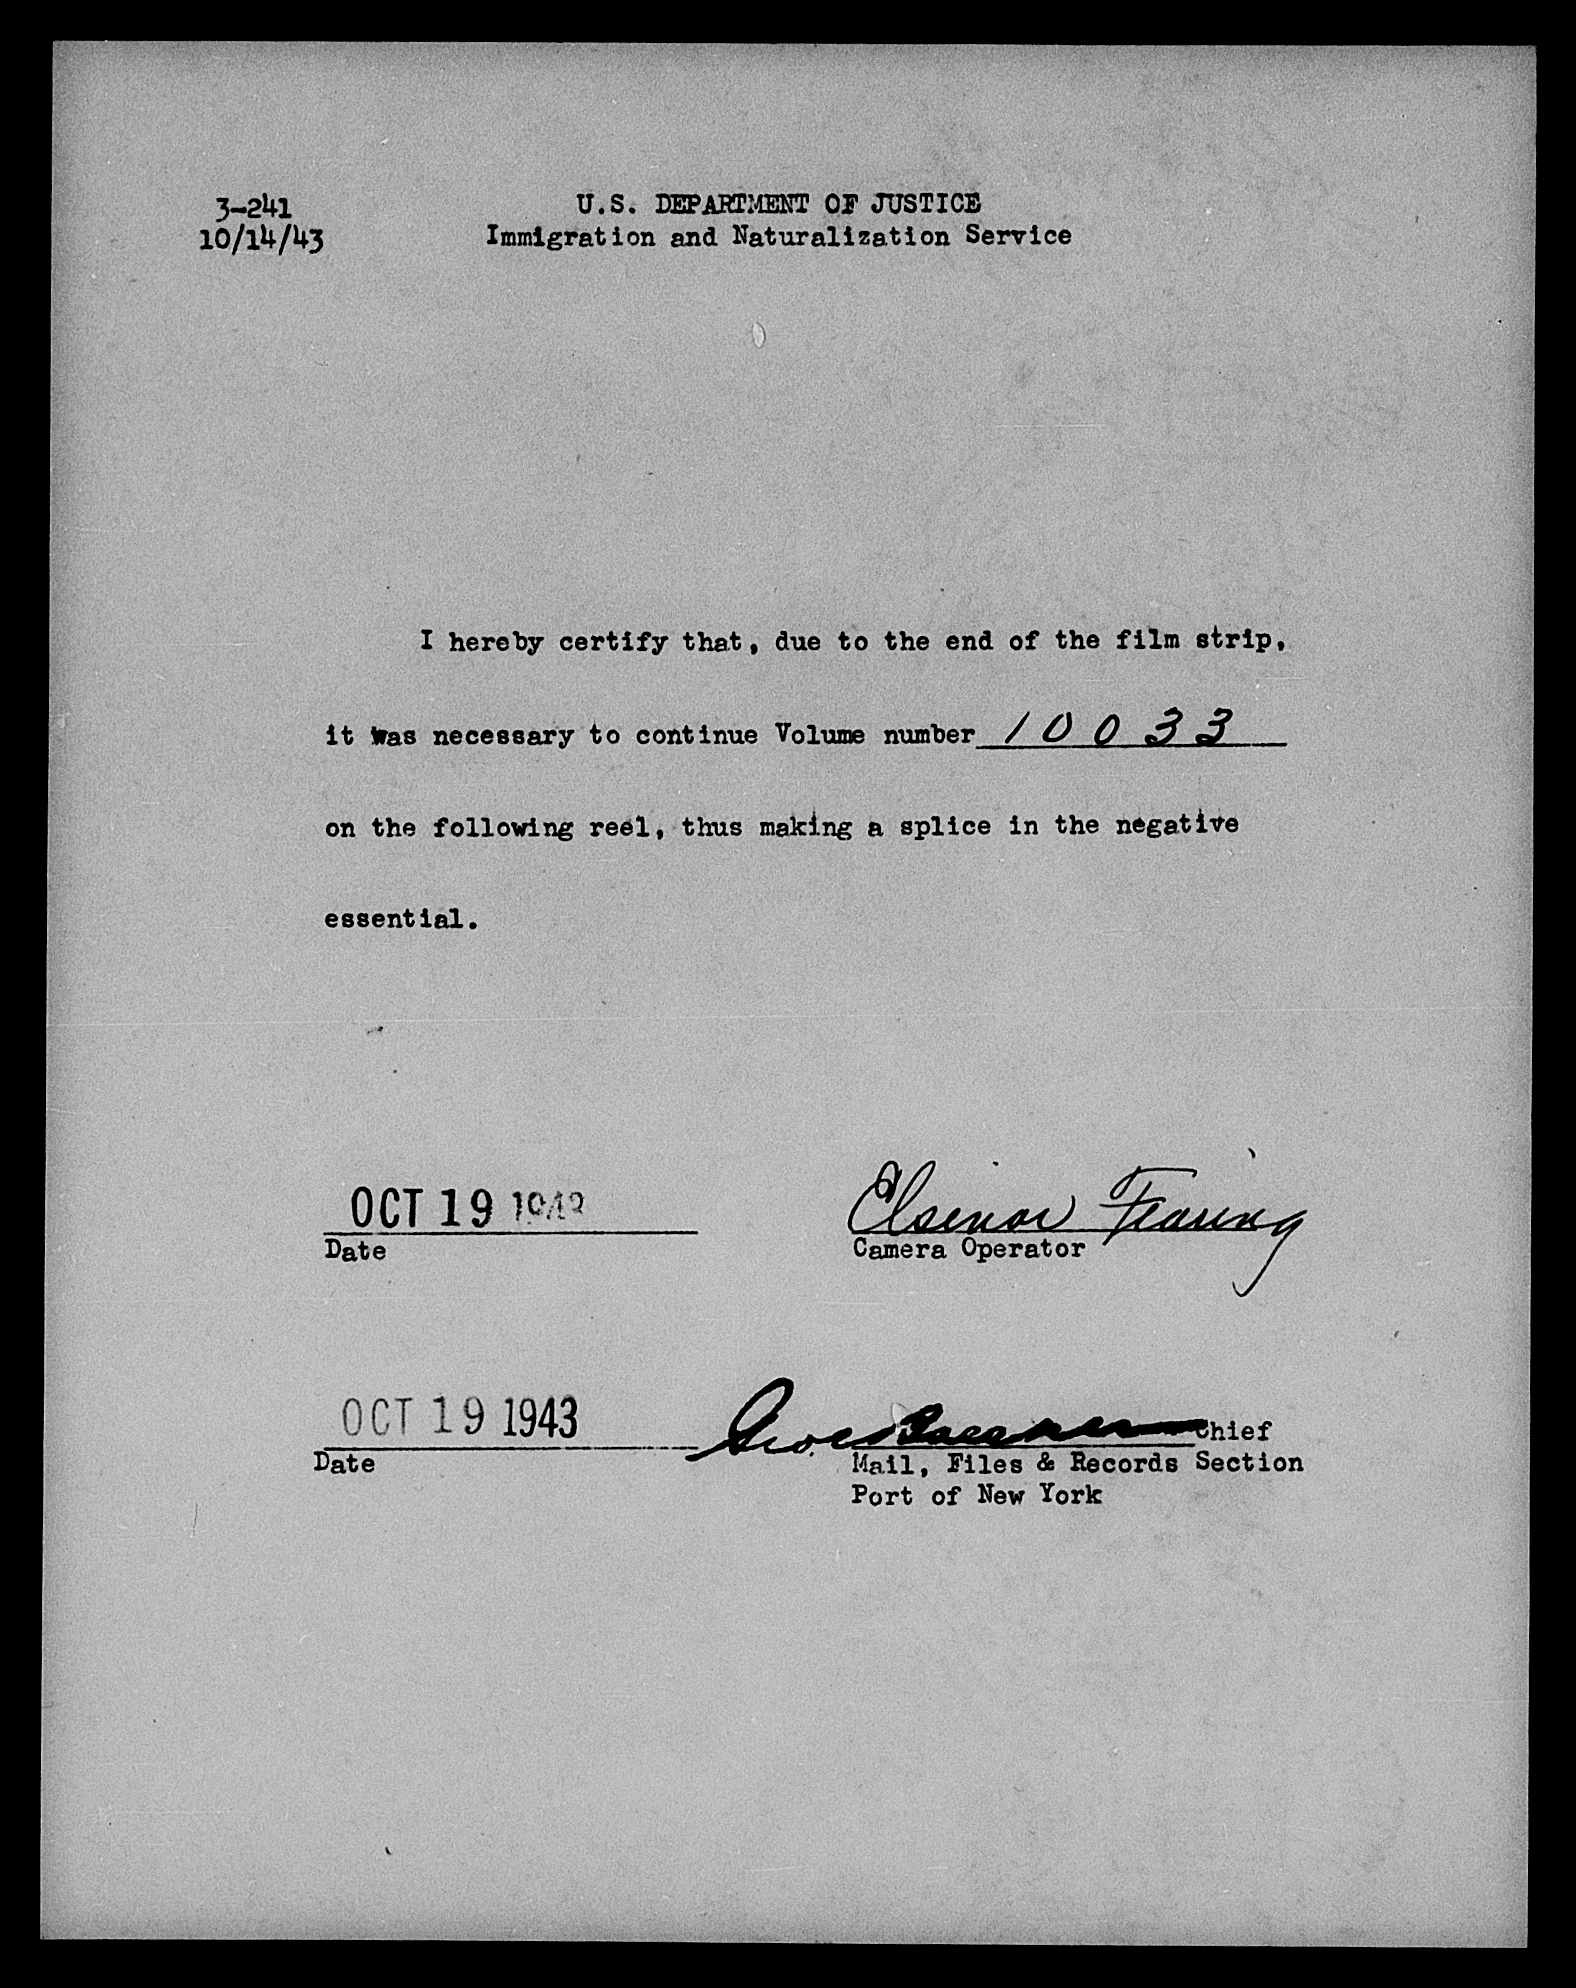 3-241
10/14/43
U.S. DEPARTMENT OF JUSTICE
Immigration and Naturalization Service
I hereby certify that, due to the end of the film strip,
it was necessary to continue Volume number 10033
on the following reel, thus making a splice in the negative
essential.
OCT 19 1943
Date
Elsinor Fearing
Camera Operator
OCT 19 1943
Date
Chief
Mail, Files & Records Section
Port of New York